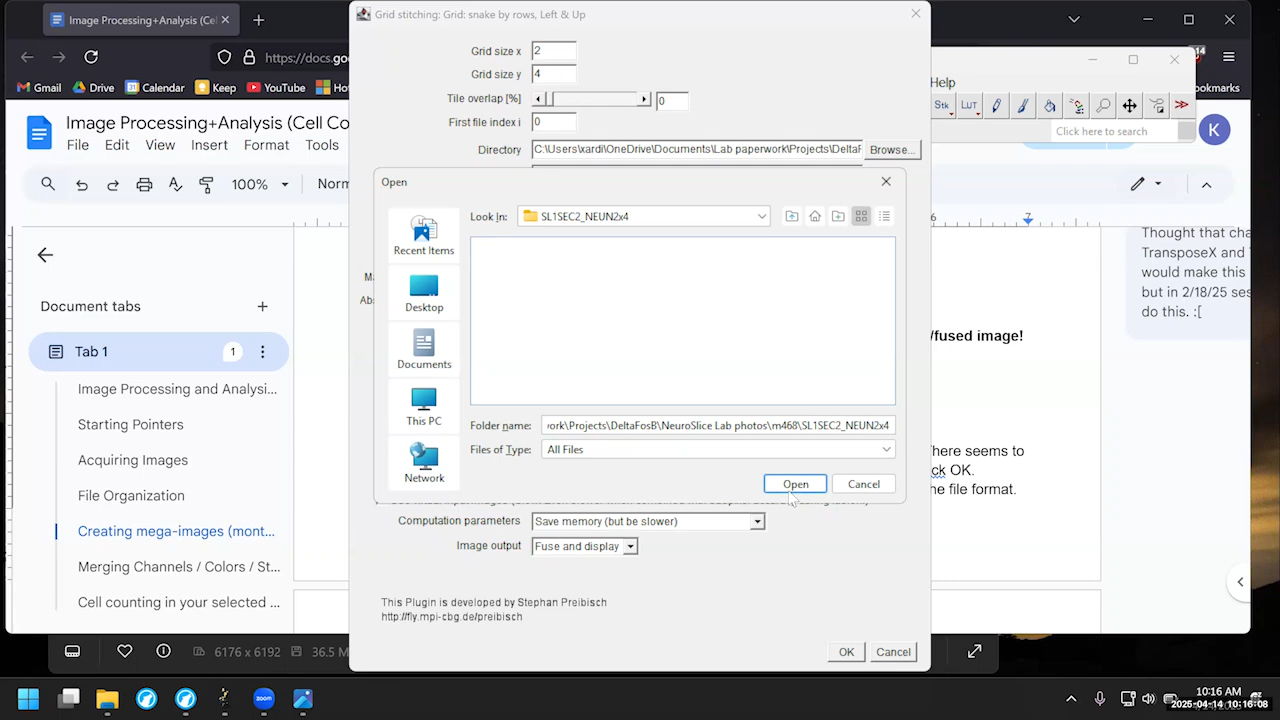 Image Processing+Analysis (Cel
Grid stitching: Grid: snake by rows, Left & Up
https://docs.goo
Gmail
Drive
Calendar
Keep
YouTube
Bookmarks
Image Processing+Analysis (Cell Co
File
Edit
View
Insert
Format
Tools
100%
Document tabs
Tab 1
1
Image Processing and Analysi...
Starting Pointers
Acquiring Images
File Organization
Creating mega-images (mont...
Merging Channels / Colors / St...
Cell counting in your selected ...
Grid size x
2
Grid size y
4
Tile overlap [%]
0
First file index i
0
Directory
C:\Users\xardi\OneDrive\Documents\Lab paperwork\Projects\DeltaF
Browse...
Open
Look In:
SL1SEC2_NEUN2x4
Recent Items
Desktop
Documents
This PC
Network
Folder name:
ork\Projects\DeltaFosB\NeuroSlice Lab photos\m468\SL1SEC2_NEUN2x4
Files of Type:
All Files
Open
Cancel
Computation parameters
Save memory (but be slower)
Image output
Fuse and display
This Plugin is developed by Stephan Preibisch
http://fly.mpi-cbg.de/preibisch
OK
Cancel
Help
Stk
LUT
Click here to search
K
6
7
Thought that cha
TransposeX and
would make this
but in 2/18/25 ses
do this. :[
/fused image!
here seems to
ck OK.
he file format.
6176 x 6192
36.5 M
10:16 AM
2025-04-14 10:16:08